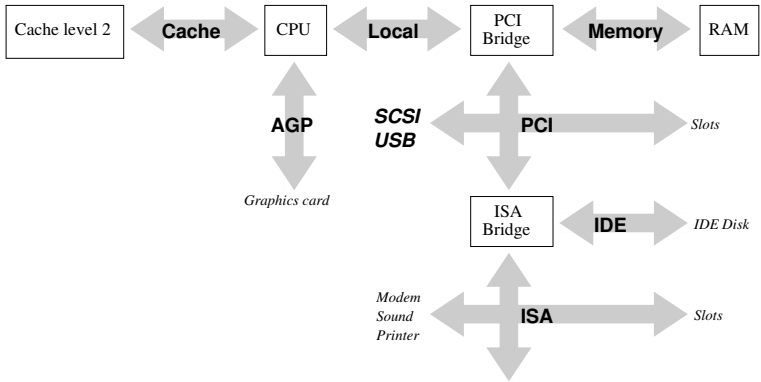 Cache level 2
Cache
CPU
Local
PCI
Bridge
Memory
RAM
AGP
SCSI
USB
PCI
Slots
Graphics card
ISA
Bridge
IDE
IDE Disk
Modem
Sound
Printer
ISA
Slots